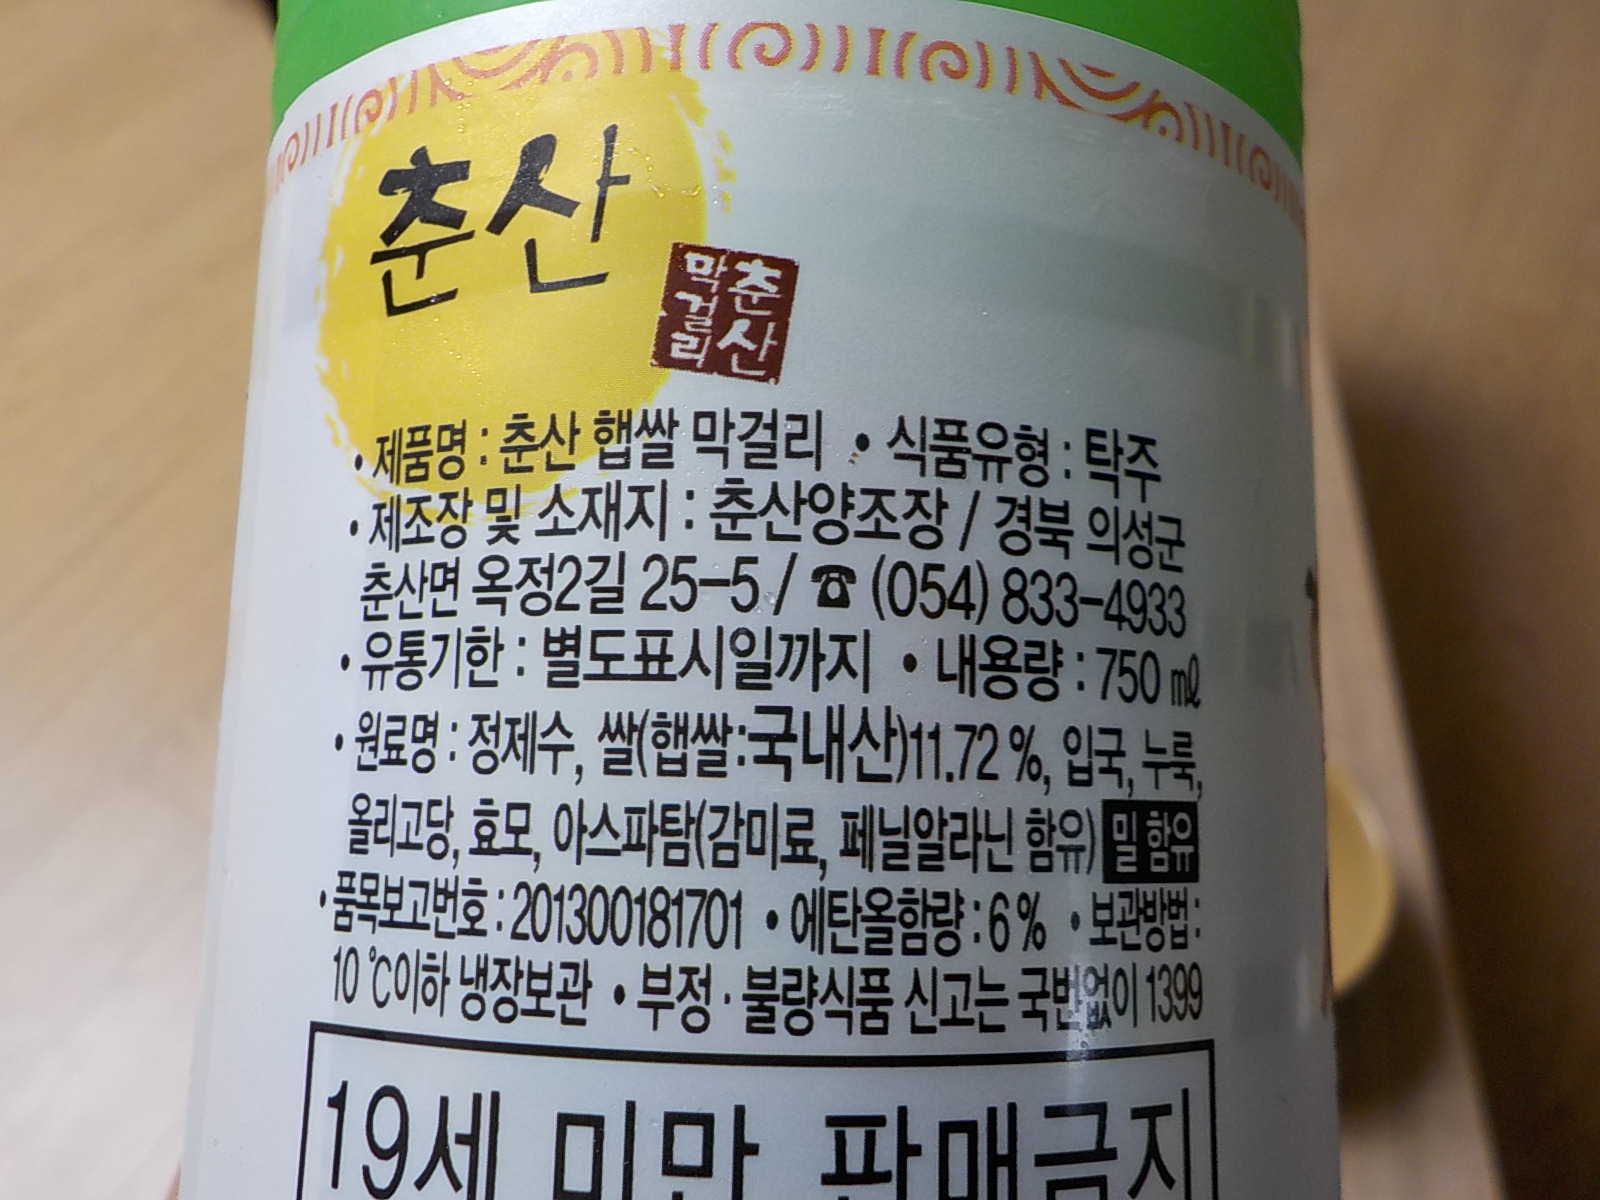 춘산
춘산
막걸리
• 제품명 : 춘산 햅쌀 막걸리 • 식품유형 : 탁주
• 제조장 및 소재지 : 춘산양조장 / 경북 의성군
춘산면 옥정2길 25-5 / ☎ (054) 833-4933
• 유통기한 : 별도표시일까지 • 내용량 : 750 ㎖
• 원료명 : 정제수, 쌀(햅쌀:국내산)11.72 %, 입국, 누룩,
올리고당, 효모, 아스파탐(감미료, 페닐알라닌 함유) 밀 함유
• 품목보고번호 : 201300181701 • 에탄올함량 : 6 % • 보관방법 :
10 ℃이하 냉장보관 • 부정 · 불량식품 신고는 국번없이 1399
19세 미만 판매금지